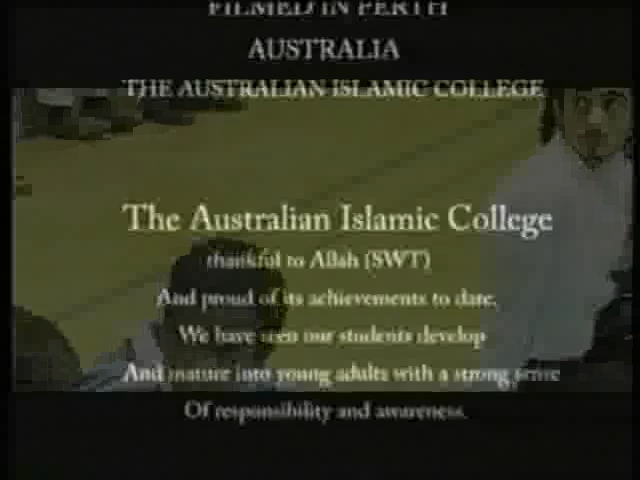 FILMED IN PERTH
AUSTRALIA
THE AUSTRALIAN ISLAMIC COLLEGE
The Australian Islamic College
thankful to Allah (SWT)
And proud of its achievements to date.
We have seen our students develop
And mature into young adults with a strong sense
Of responsibility and awareness.